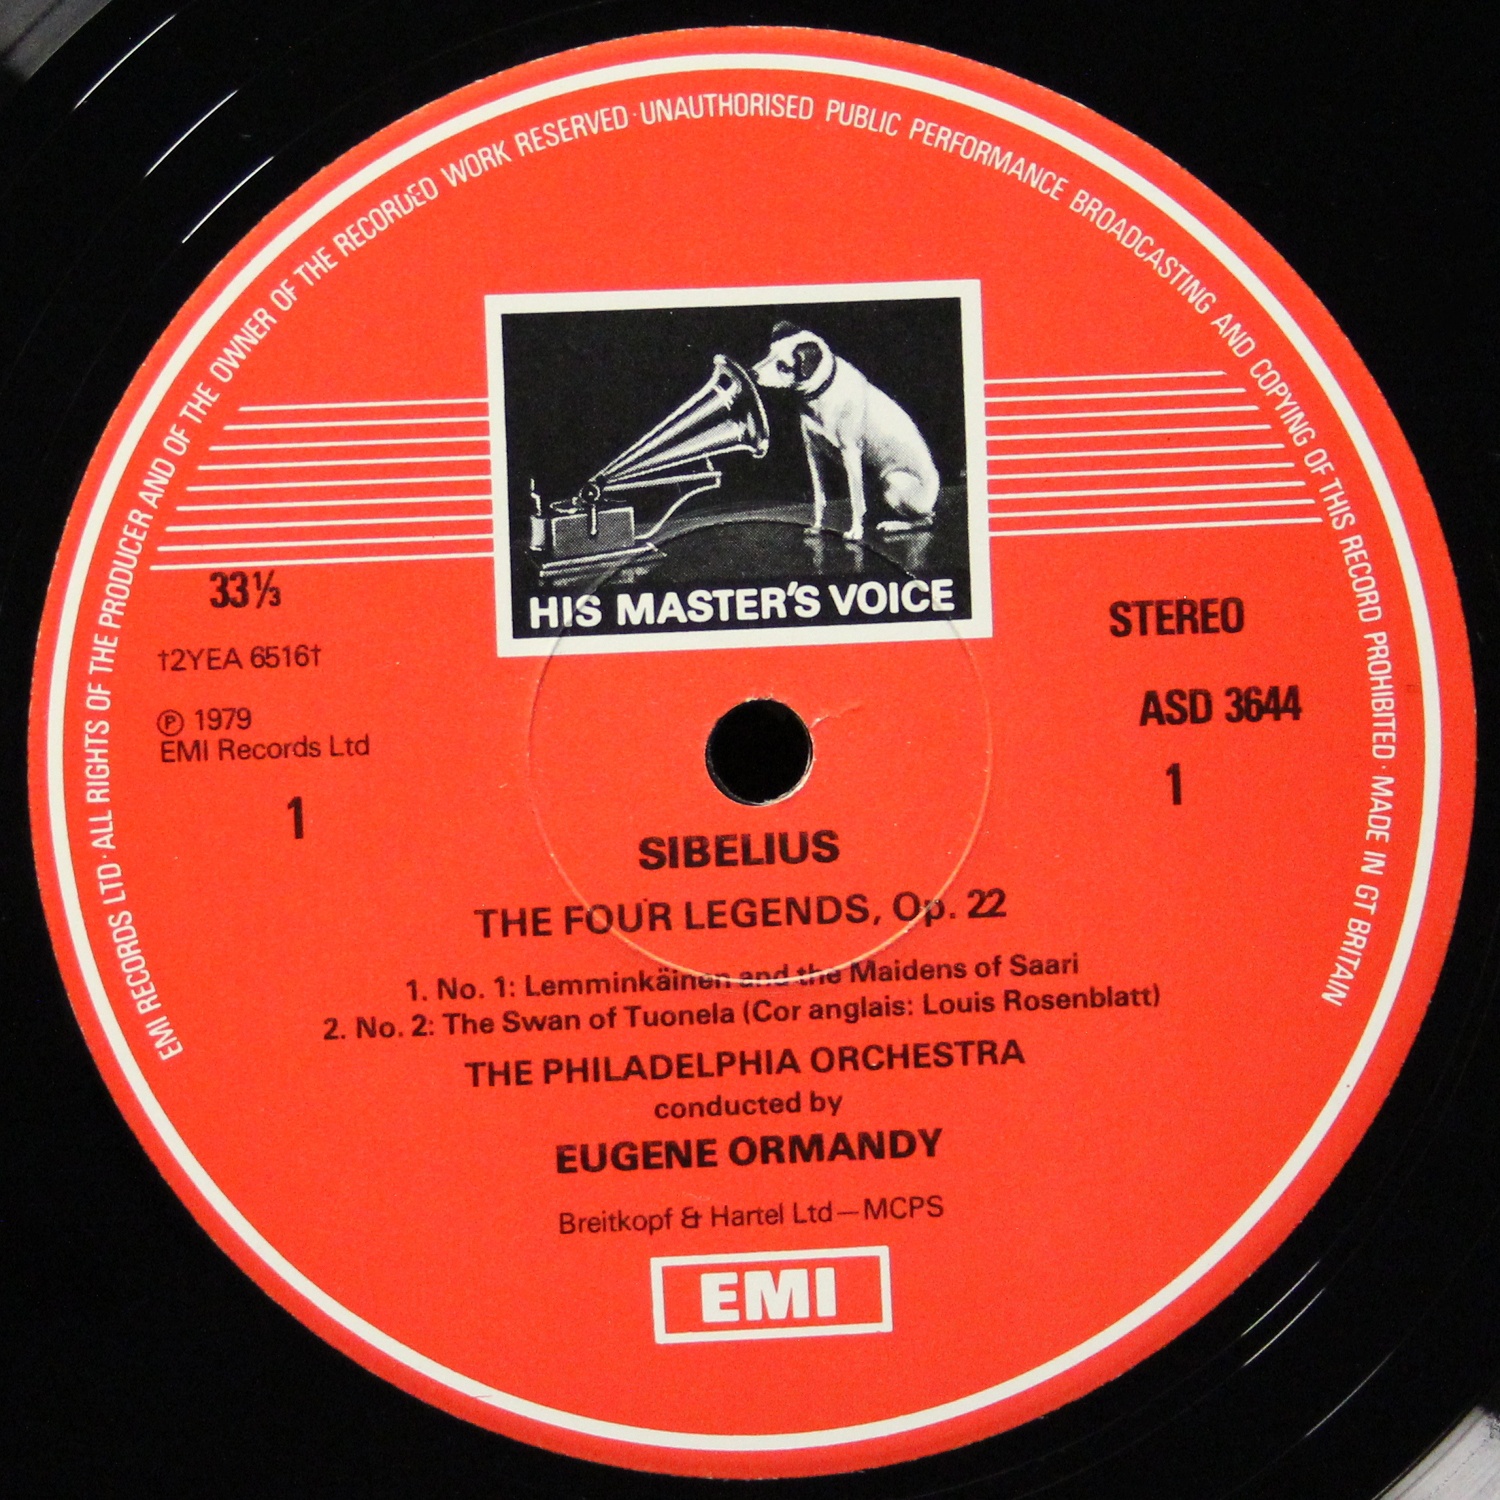 EMI RECORDS LTD · ALL RIGHTS OF THE PRODUCER AND OF THE OWNER OF THE RECORDED WORK RESERVED · UNAUTHORISED PUBLIC PERFORMANCE BROADCASTING AND COPYING OF THIS RECORD PROHIBITED · MADE IN GT BRITAIN
HIS MASTER'S VOICE
33⅓
STEREO
†2YEA 6516†
ASD 3644
℗ 1979
EMI Records Ltd
1
1
SIBELIUS
THE FOUR LEGENDS, Op. 22
1. No. 1: Lemminkäinen and the Maidens of Saari
2. No. 2: The Swan of Tuonela (Cor anglais: Louis Rosenblatt)
THE PHILADELPHIA ORCHESTRA
conducted by
EUGENE ORMANDY
Breitkopf & Hartel Ltd—MCPS
EMI